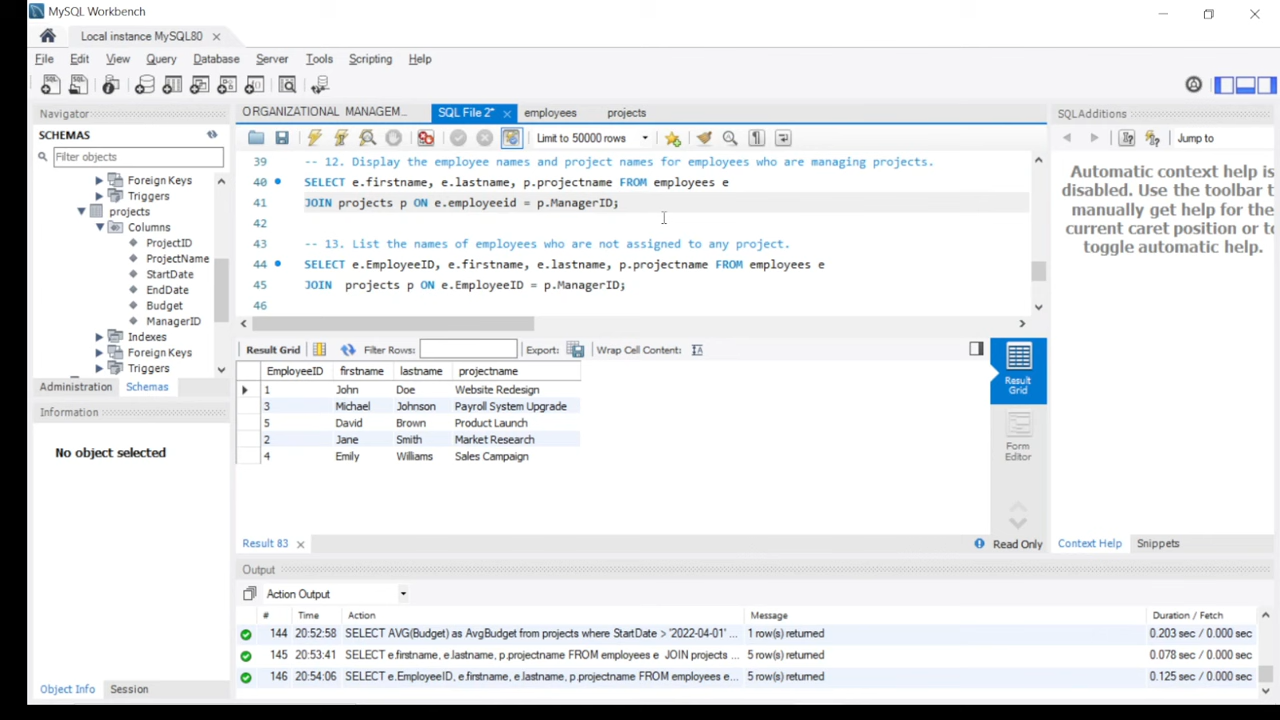 MySQL Workbench
Local instance MySQL80
File Edit View Query Database Server Tools Scripting Help
Navigator
SCHEMAS
Filter objects
Foreign Keys
Triggers
projects
Columns
ProjectID
ProjectName
StartDate
EndDate
Budget
ManagerID
Indexes
Foreign Keys
Triggers
Administration Schemas
Information
No object selected
Object Info Session
ORGANIZATIONAL MANAGEM... SQL File 2* employees projects
Limit to 50000 rows
39 -- 12. Display the employee names and project names for employees who are managing projects.
40 SELECT e.firstname, e.lastname, p.projectname FROM employees e
41 JOIN projects p ON e.employeeid = p.ManagerID;
42
43 -- 13. List the names of employees who are not assigned to any project.
44 SELECT e.EmployeeID, e.firstname, e.lastname, p.projectname FROM employees e
45 JOIN projects p ON e.EmployeeID = p.ManagerID;
46
Result Grid Filter Rows: Export: Wrap Cell Content:
EmployeeID firstname lastname projectname
1 John Doe Website Redesign
3 Michael Johnson Payroll System Upgrade
5 David Brown Product Launch
2 Jane Smith Market Research
4 Emily Williams Sales Campaign
Result Grid
Form Editor
Result 83
Read Only
Output
Action Output
# Time Action Message Duration / Fetch
144 20:52:58 SELECT AVG(Budget) as AvgBudget from projects where StartDate > '2022-04-01' ... 1 row(s) returned 0.203 sec / 0.000 sec
145 20:53:41 SELECT e.firstname, e.lastname, p.projectname FROM employees e JOIN projects ... 5 row(s) returned 0.078 sec / 0.000 sec
146 20:54:06 SELECT e.EmployeeID, e.firstname, e.lastname, p.projectname FROM employees e... 5 row(s) returned 0.125 sec / 0.000 sec
SQLAdditions
Jump to
Automatic context help is
disabled. Use the toolbar
manually get help for the
current caret position or
toggle automatic help.
Context Help Snippets